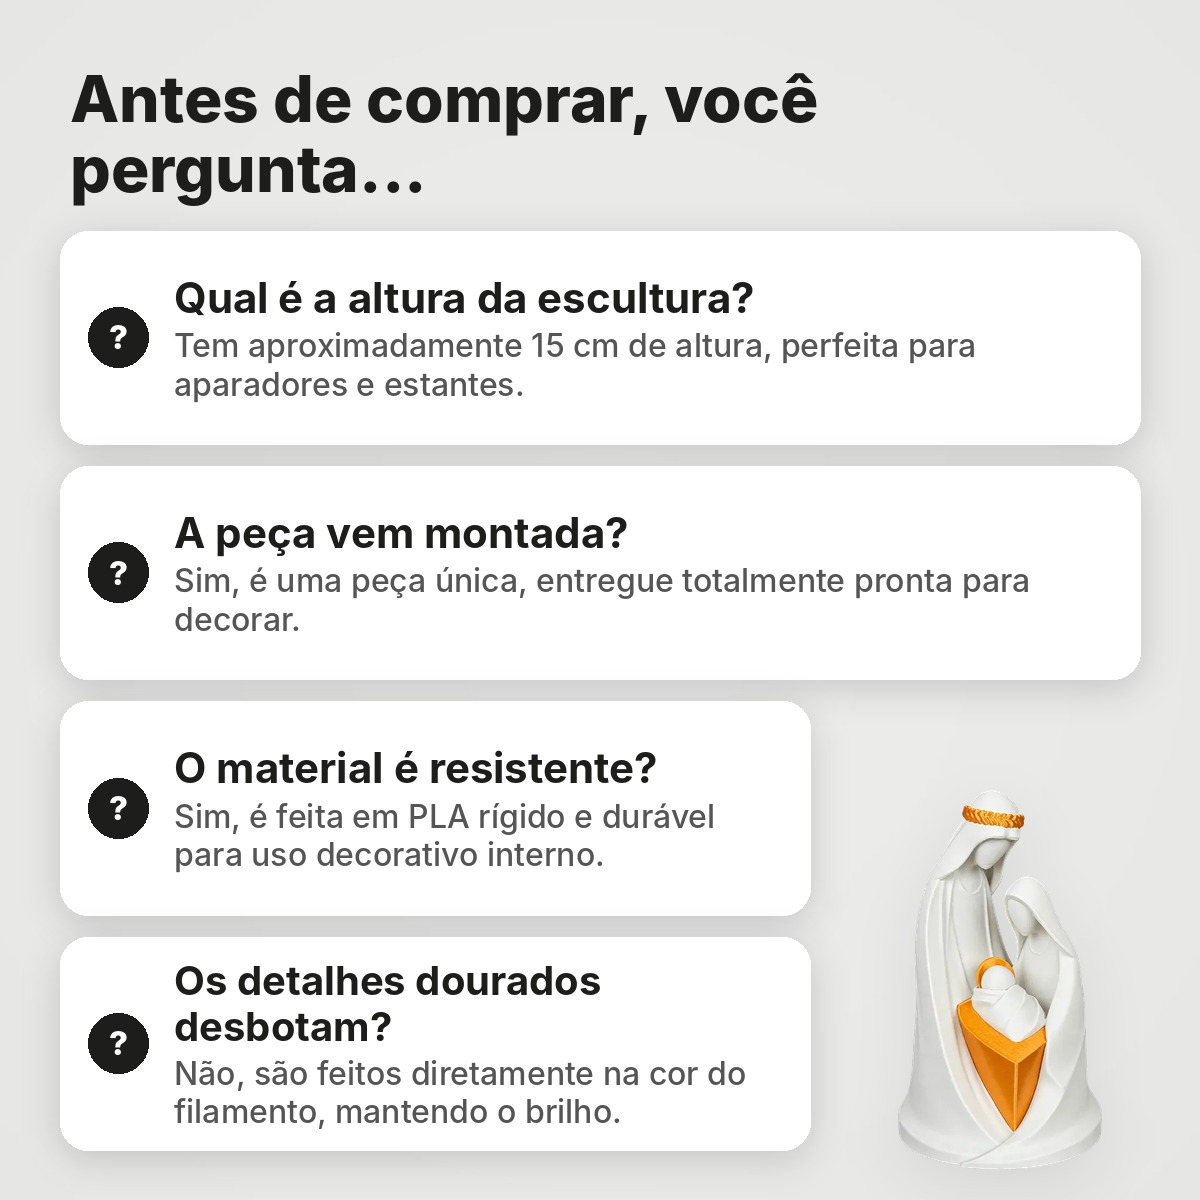 Antes de comprar, você
pergunta...
?
Qual é a altura da escultura?
Tem aproximadamente 15 cm de altura, perfeita para
aparadores e estantes.
?
A peça vem montada?
Sim, é uma peça única, entregue totalmente pronta para
decorar.
?
O material é resistente?
Sim, é feita em PLA rígido e durável
para uso decorativo interno.
?
Os detalhes dourados
desbotam?
Não, são feitos diretamente na cor do
filamento, mantendo o brilho.